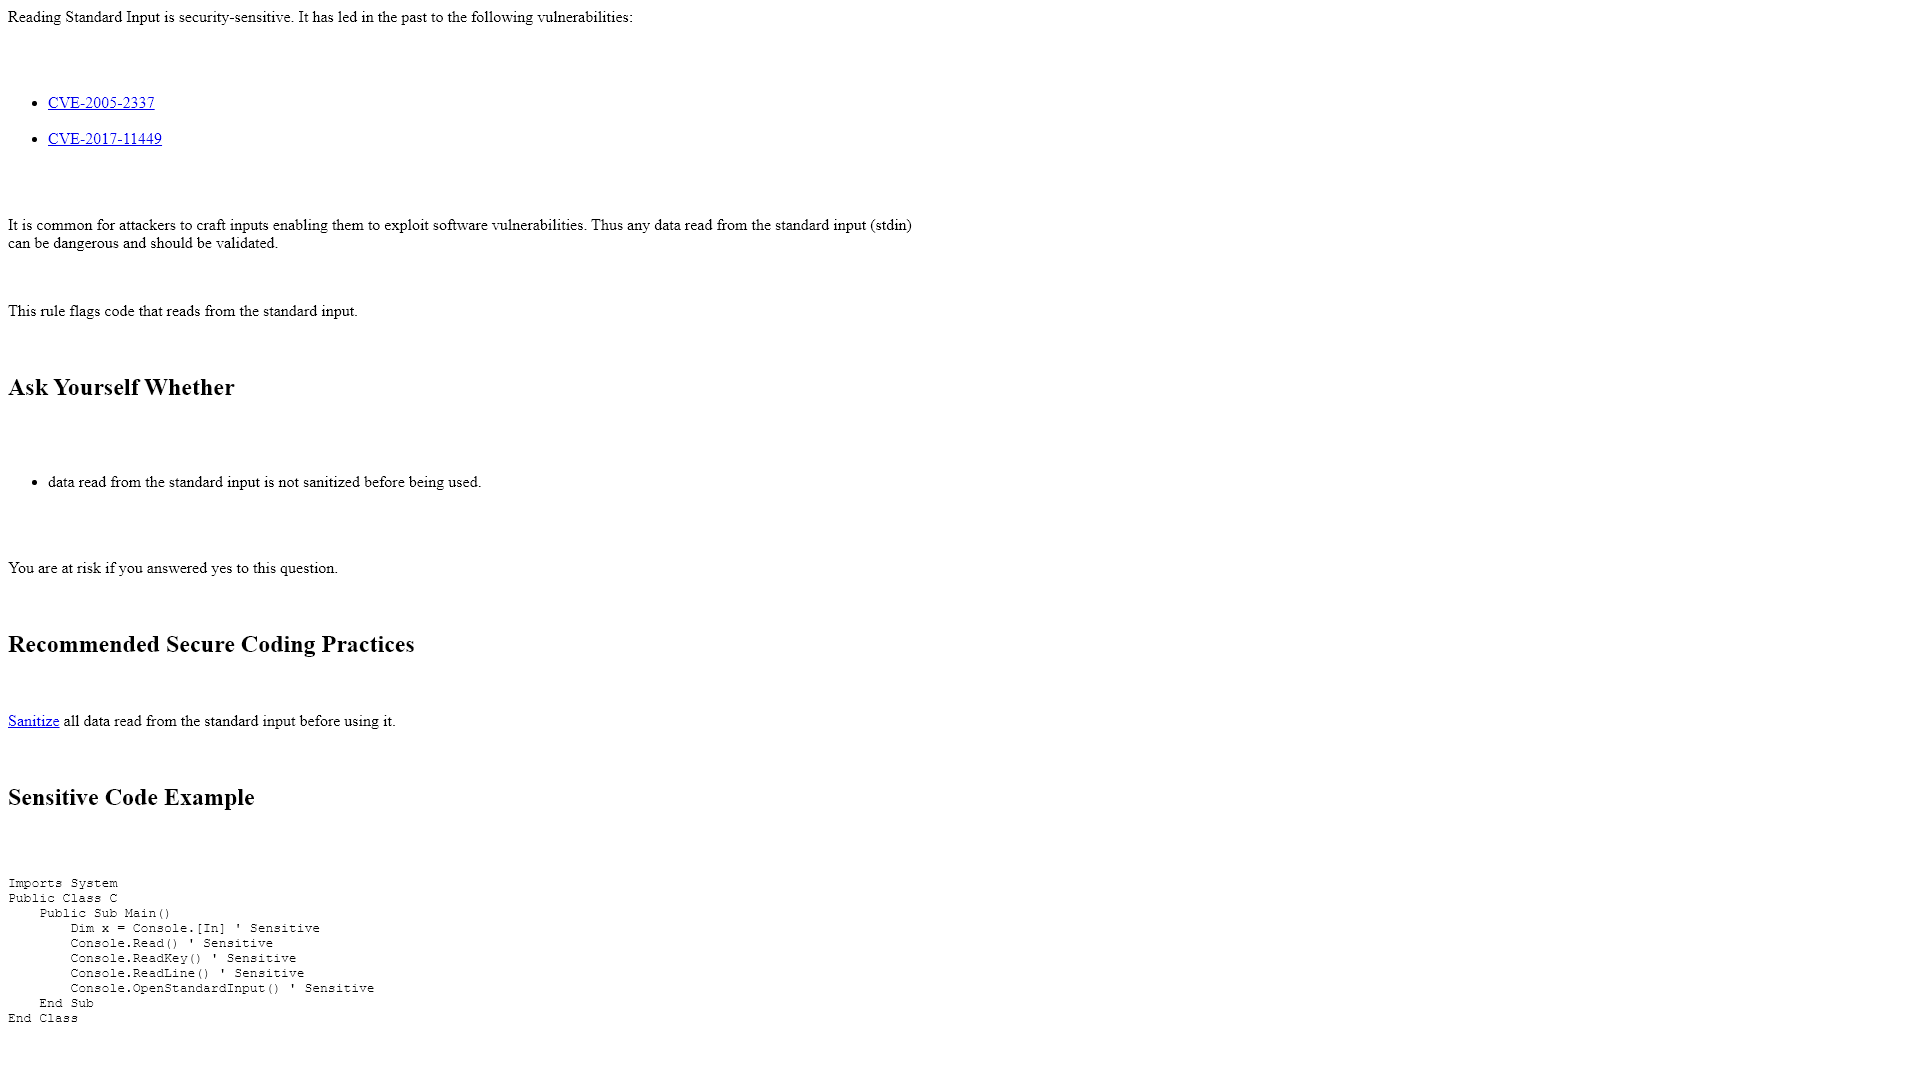 Reading Standard Input is security-sensitive. It has led in the past to the following vulnerabilities:
• CVE-2005-2337
• CVE-2017-11449
It is common for attackers to craft inputs enabling them to exploit software vulnerabilities. Thus any data read from the standard input (stdin)
can be dangerous and should be validated.
This rule flags code that reads from the standard input.
Ask Yourself Whether
• data read from the standard input is not sanitized before being used.
You are at risk if you answered yes to this question.
Recommended Secure Coding Practices
Sanitize all data read from the standard input before using it.
Sensitive Code Example
Imports System
Public Class C
    Public Sub Main()
        Dim x = Console.[In] ' Sensitive
        Console.Read() ' Sensitive
        Console.ReadKey() ' Sensitive
        Console.ReadLine() ' Sensitive
        Console.OpenStandardInput() ' Sensitive
    End Sub
End Class